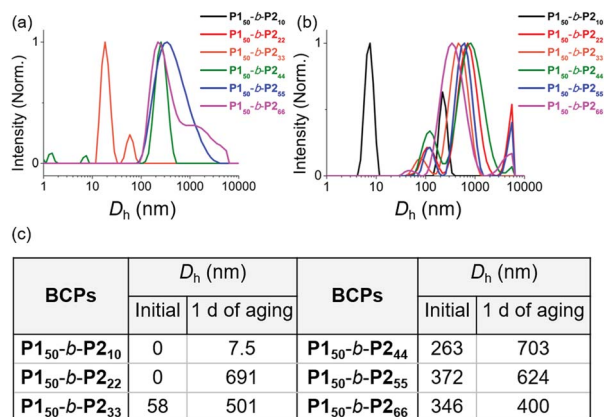 (a)
Intensity (Norm.)
1
0
1 10 100 1000 10000
D_h (nm)
P1₅₀-b-P2₁₀
P1₅₀-b-P2₂₂
P1₅₀-b-P2₃₃
P1₅₀-b-P2₄₄
P1₅₀-b-P2₅₅
P1₅₀-b-P2₆₆
(b)
Intensity (Norm.)
1
0
1 10 100 1000 10000
D_h (nm)
P1₅₀-b-P2₁₀
P1₅₀-b-P2₂₂
P1₅₀-b-P2₃₃
P1₅₀-b-P2₄₄
P1₅₀-b-P2₅₅
P1₅₀-b-P2₆₆
(c)
BCPs D_h (nm) BCPs D_h (nm)
Initial 1 d of aging Initial 1 d of aging
P1₅₀-b-P2₁₀ 0 7.5 P1₅₀-b-P2₄₄ 263 703
P1₅₀-b-P2₂₂ 0 691 P1₅₀-b-P2₅₅ 372 624
P1₅₀-b-P2₃₃ 58 501 P1₅₀-b-P2₆₆ 346 400